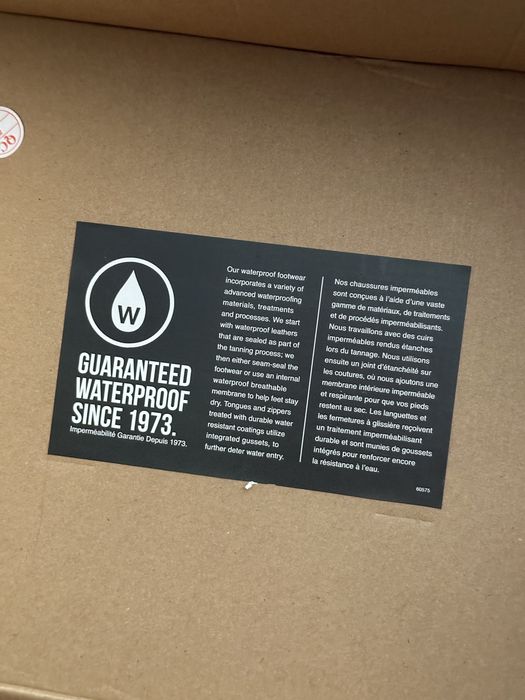 QC
W
GUARANTEED
WATERPROOF
SINCE 1973.
Imperméabilité Garantie Depuis 1973.
Our waterproof footwear
incorporates a variety of
advanced waterproofing
materials, treatments
and processes. We start
with waterproof leathers
that are sealed as part of
the tanning process; we
then either seam-seal the
footwear or use an internal
waterproof breathable
membrane to help feet stay
dry. Tongues and zippers
treated with durable water
resistant coatings utilize
integrated gussets, to
further deter water entry.
Nos chaussures imperméables
sont conçues à l'aide d'une vaste
gamme de matériaux, de traitements
et de procédés imperméabilisants.
Nous travaillons avec des cuirs
imperméables rendus étanches
lors du tannage. Nous utilisons
ensuite un joint d'étanchéité sur
les coutures, où nous ajoutons une
membrane intérieure imperméable
et respirante pour que vos pieds
restent au sec. Les languettes et
les fermetures à glissière reçoivent
un traitement imperméabilisant
durable et sont munies de goussets
intégrés pour renforcer encore
la résistance à l'eau.
60575